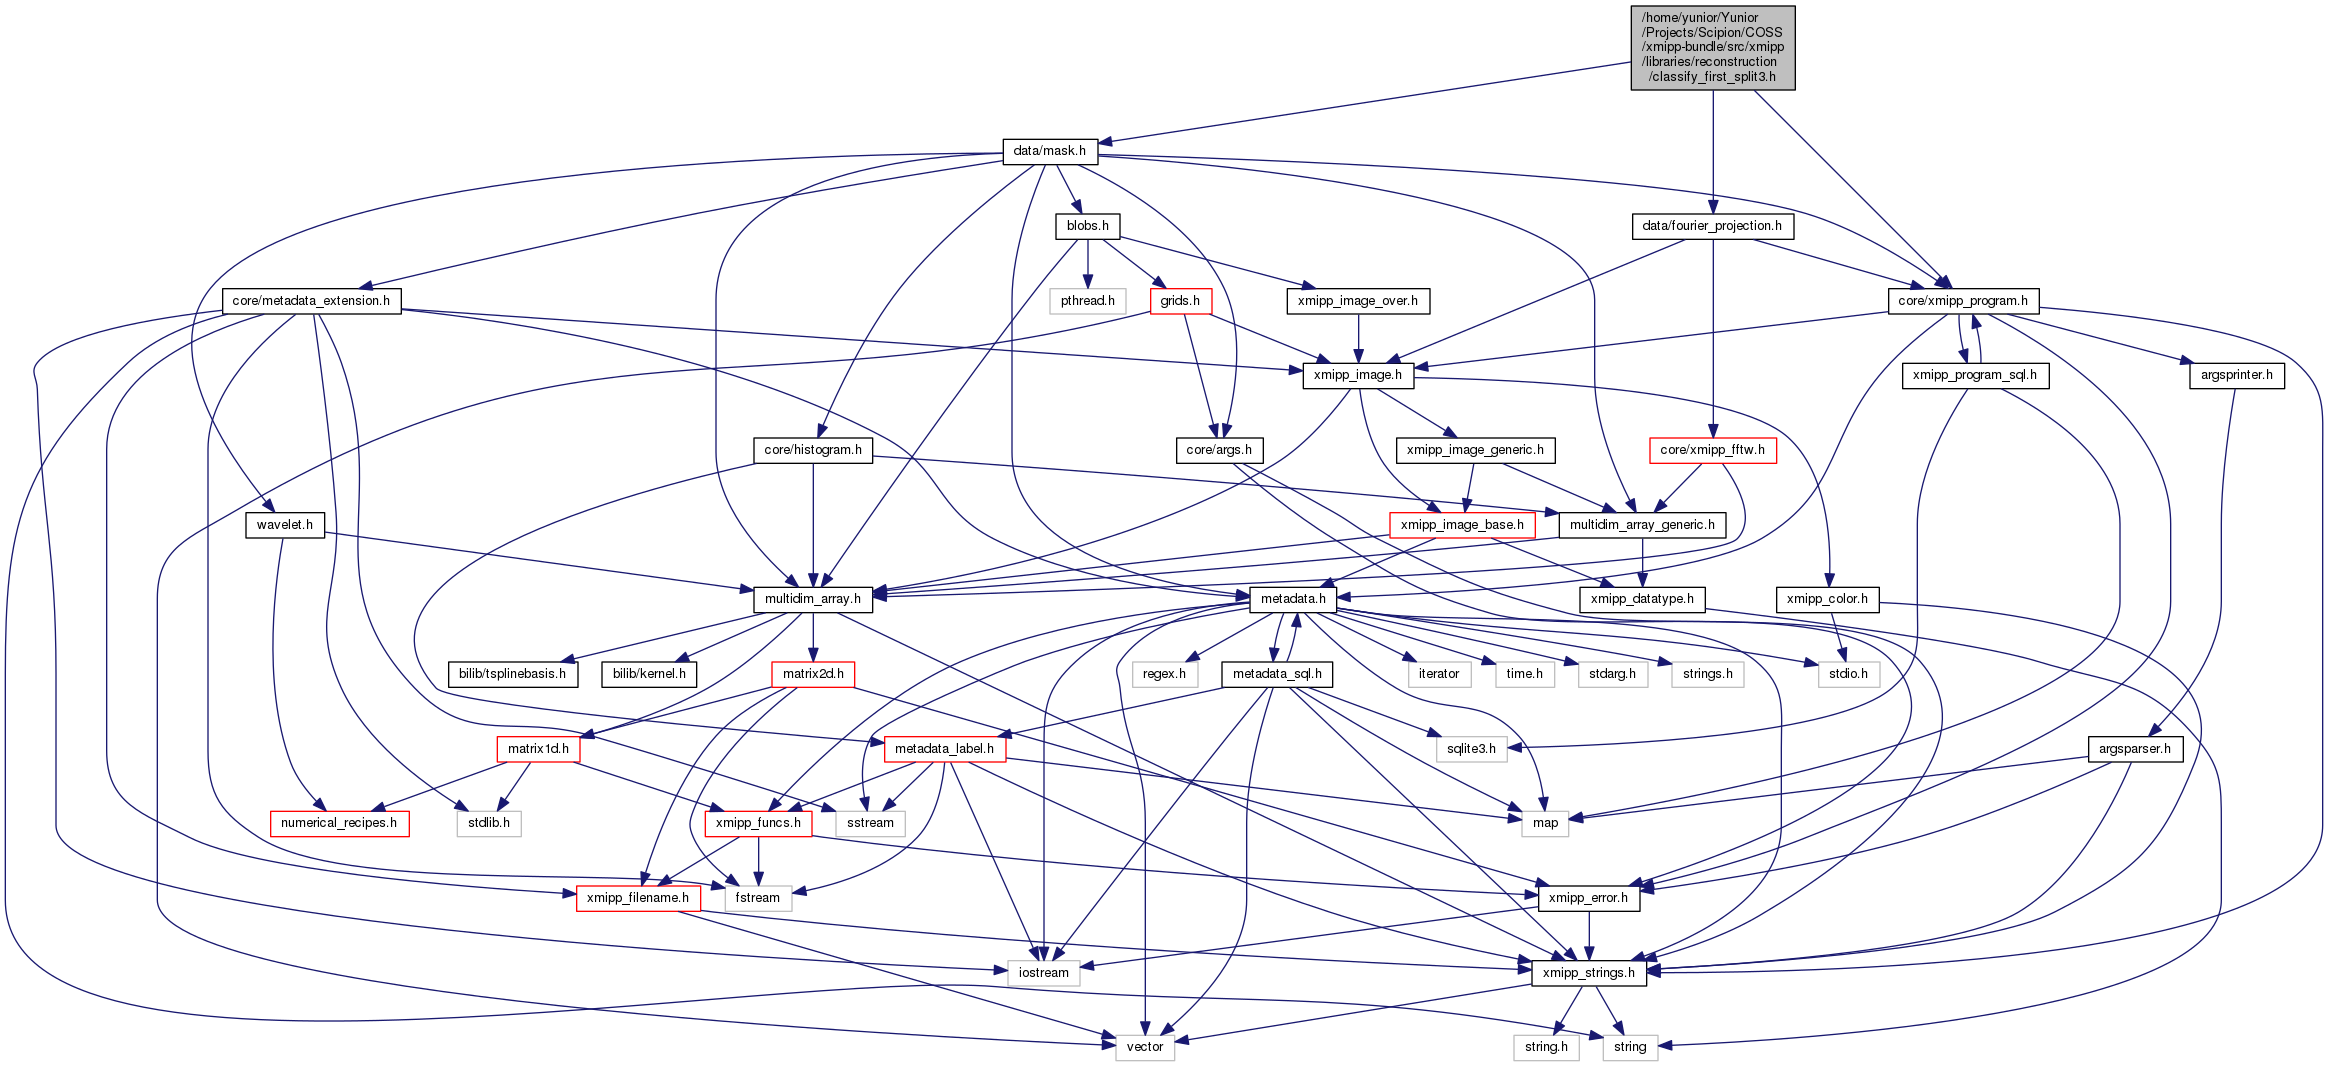 /home/yunior/Yunior
/Projects/Scipion/COSS
/xmipp-bundle/src/xmipp
/libraries/reconstruction
/classify_first_split3.h
data/mask.h
blobs.h
data/fourier_projection.h
core/metadata_extension.h
pthread.h
grids.h
xmipp_image_over.h
core/xmipp_program.h
xmipp_image.h
xmipp_program_sql.h
argsprinter.h
core/histogram.h
core/args.h
xmipp_image_generic.h
core/xmipp_fftw.h
wavelet.h
xmipp_image_base.h
multidim_array_generic.h
multidim_array.h
metadata.h
xmipp_datatype.h
xmipp_color.h
bilib/tsplinebasis.h
bilib/kernel.h
matrix2d.h
regex.h
metadata_sql.h
iterator
time.h
stdarg.h
strings.h
stdio.h
matrix1d.h
metadata_label.h
sqlite3.h
argsparser.h
numerical_recipes.h
stdlib.h
xmipp_funcs.h
sstream
map
xmipp_filename.h
fstream
xmipp_error.h
iostream
xmipp_strings.h
vector
string.h
string